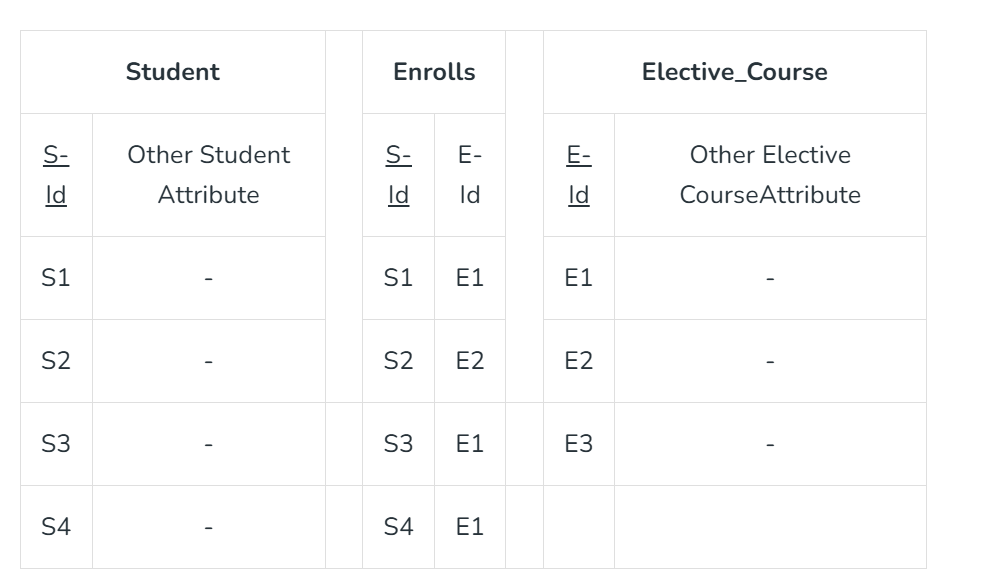 Student Enrolls Elective_Course
S- Other Student S- E- E- Other Elective
Id Attribute Id Id Id CourseAttribute
S1 - S1 E1 E1 -
S2 - S2 E2 E2 -
S3 - S3 E1 E3 -
S4 - S4 E1